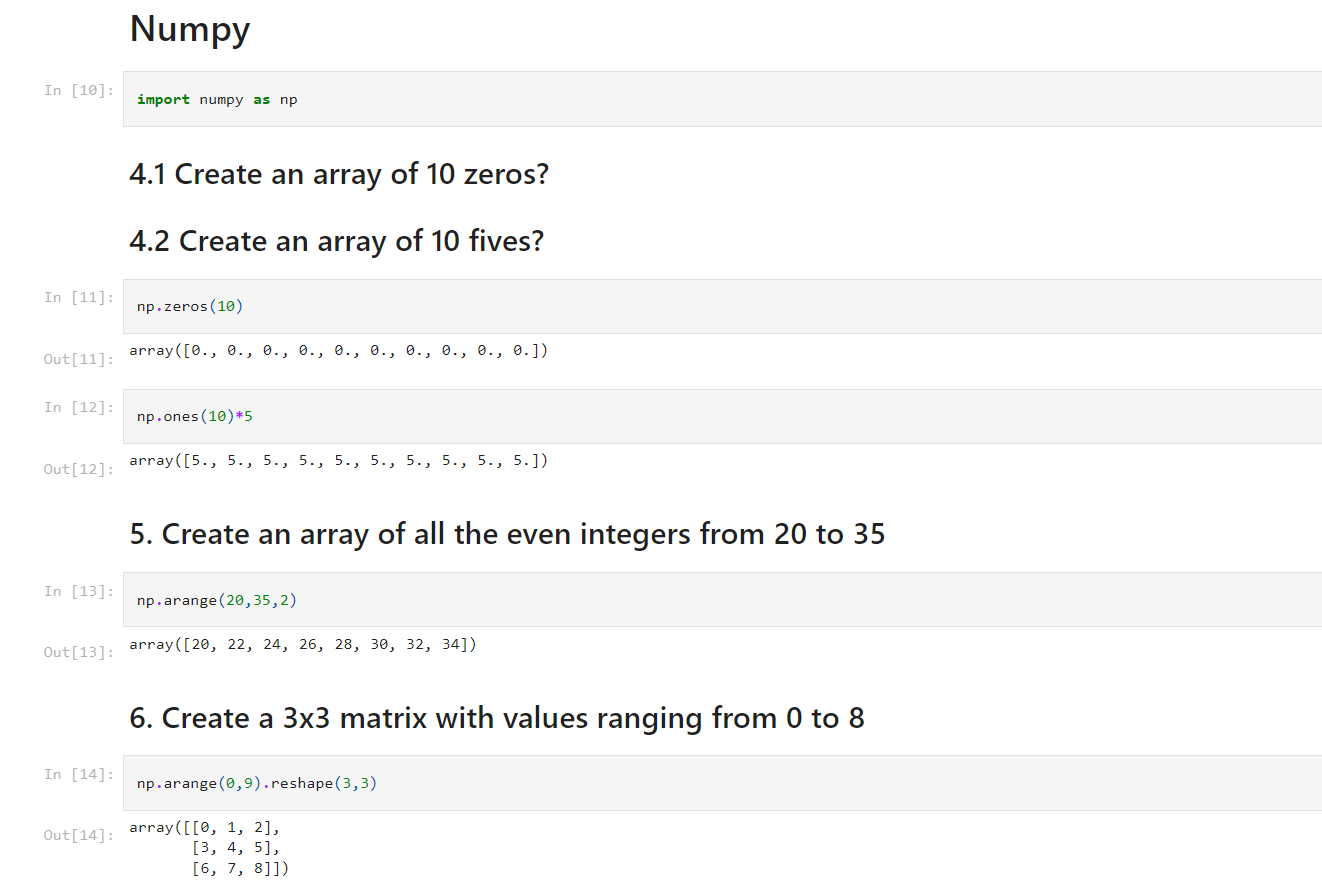 Numpy
In [10]:
import numpy as np
4.1 Create an array of 10 zeros?
4.2 Create an array of 10 fives?
In [11]:
np.zeros(10)
Out[11]:
array([0., 0., 0., 0., 0., 0., 0., 0., 0., 0.])
In [12]:
np.ones(10)*5
Out[12]:
array([5., 5., 5., 5., 5., 5., 5., 5., 5., 5.])
5. Create an array of all the even integers from 20 to 35
In [13]:
np.arange(20,35,2)
Out[13]:
array([20, 22, 24, 26, 28, 30, 32, 34])
6. Create a 3x3 matrix with values ranging from 0 to 8
In [14]:
np.arange(0,9).reshape(3,3)
Out[14]:
array([[0, 1, 2],
       [3, 4, 5],
       [6, 7, 8]])